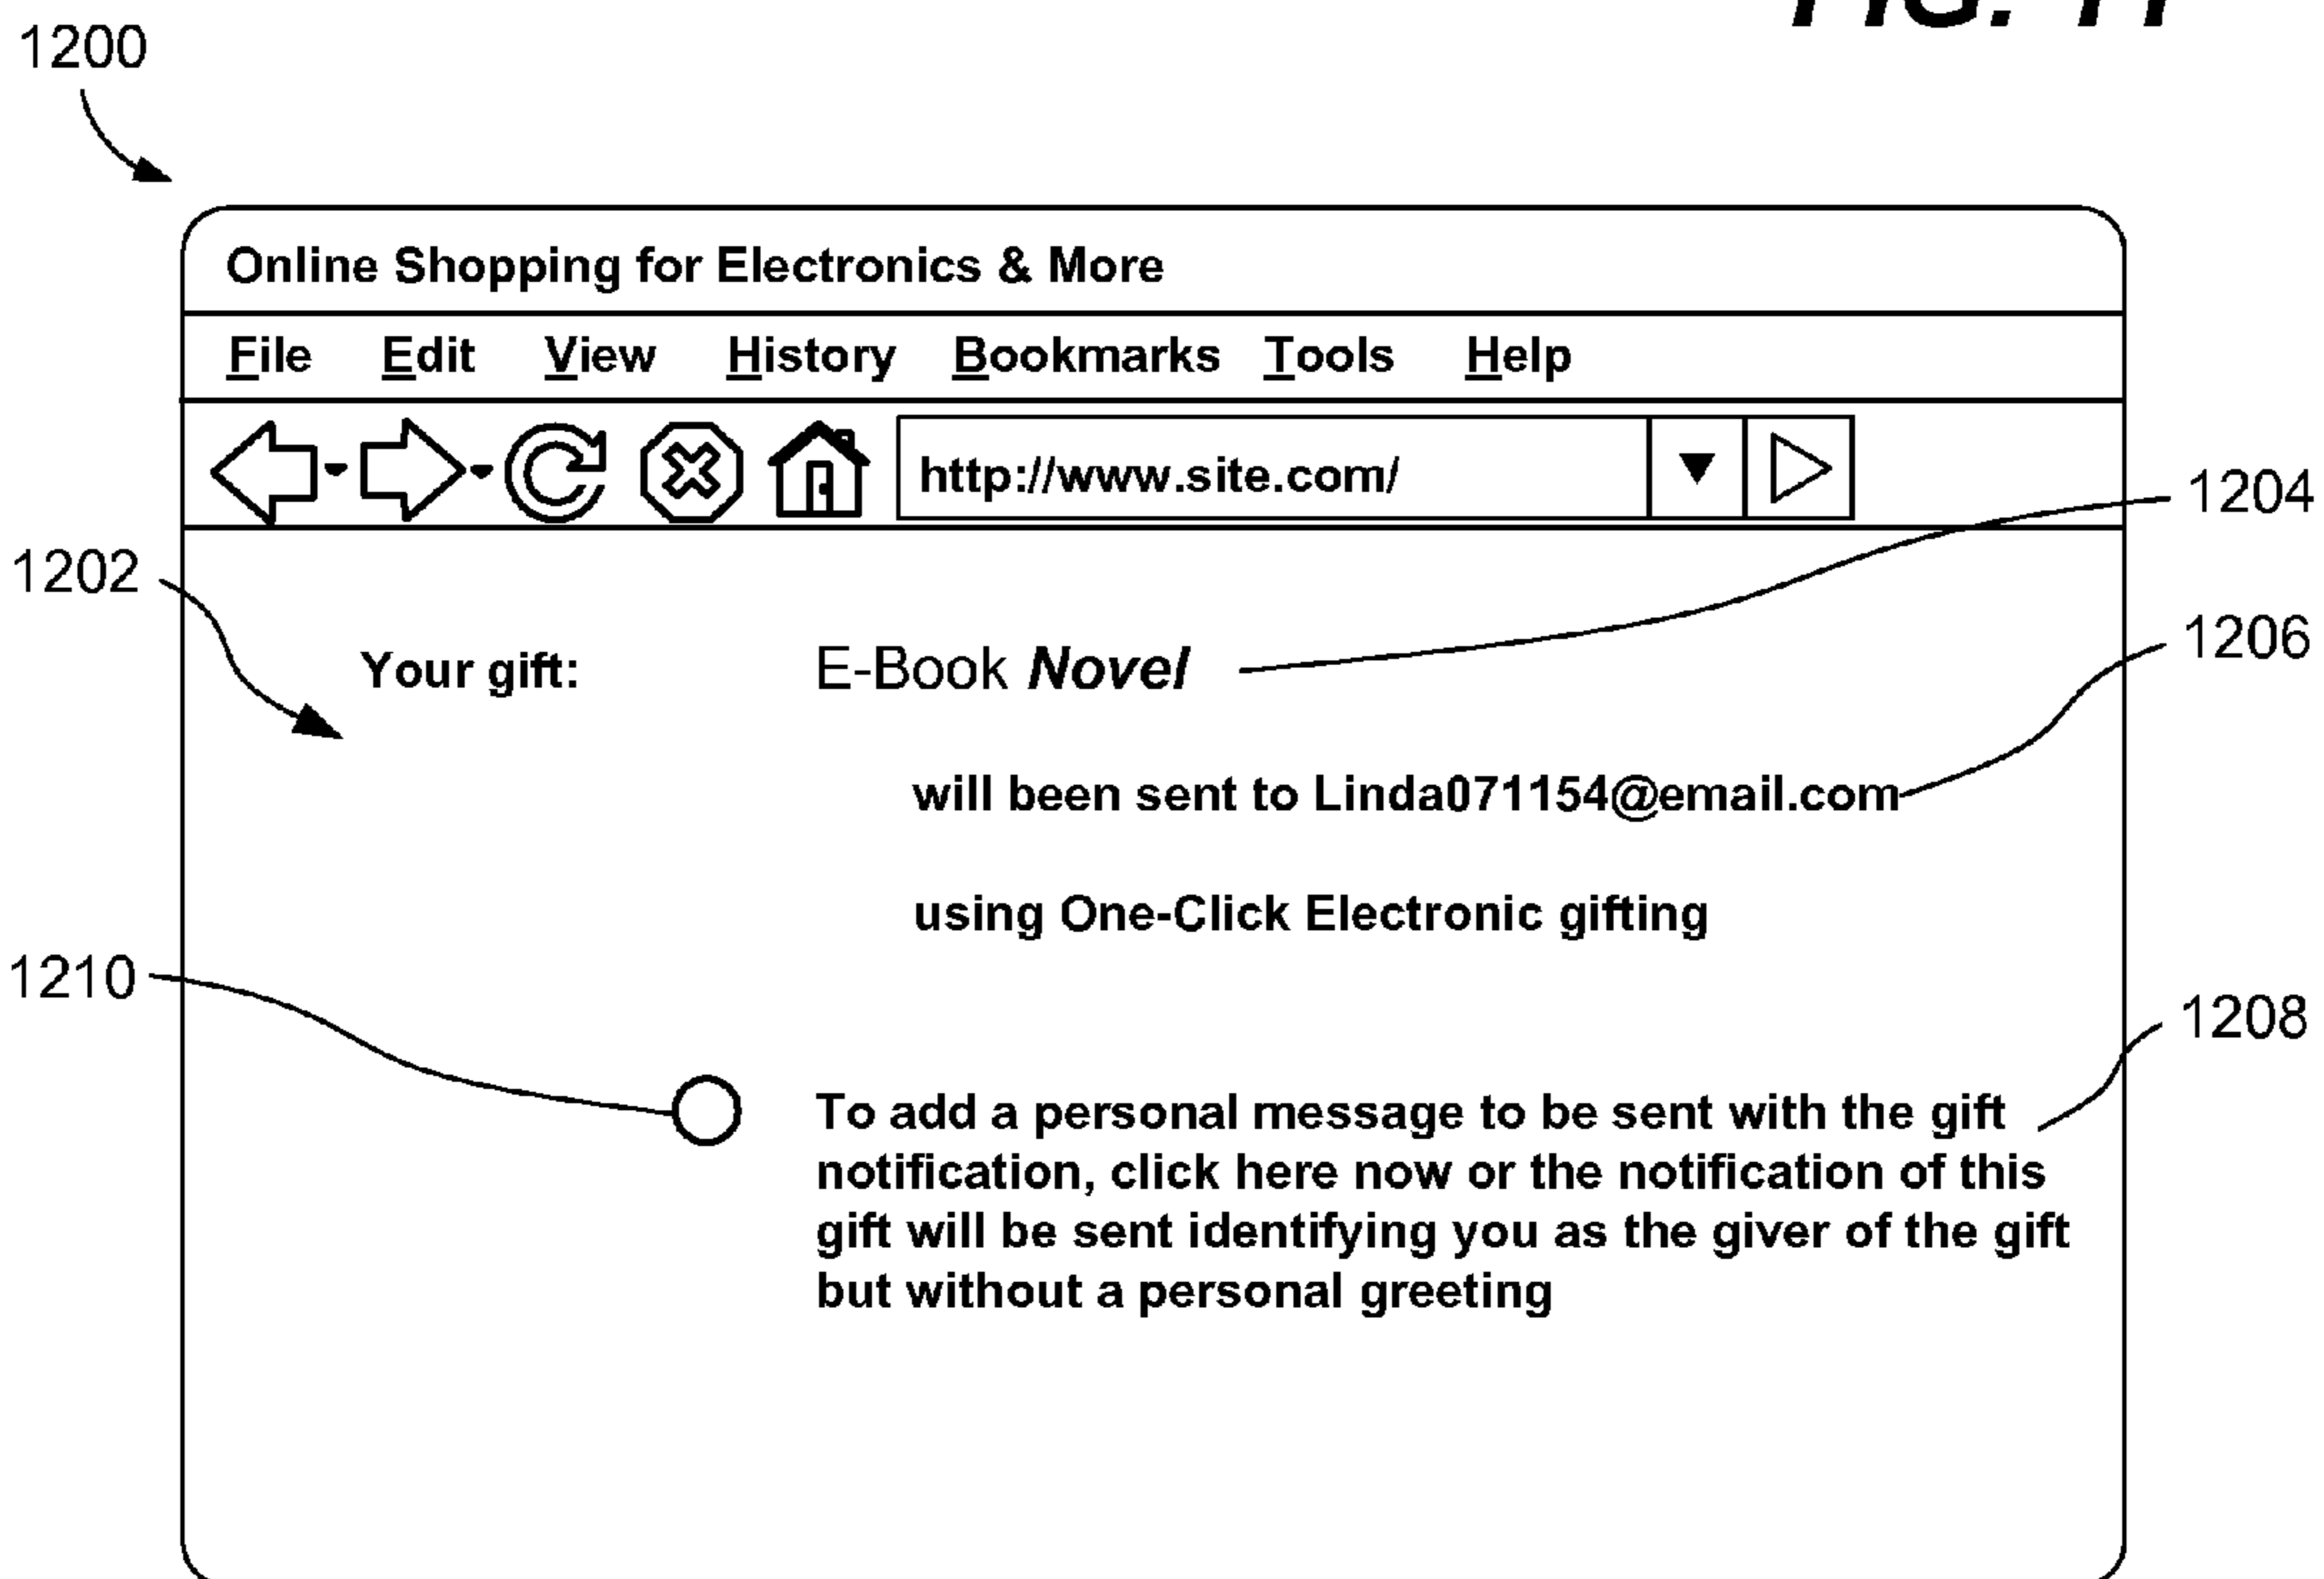 FIG. 11
1200
Online Shopping for Electronics & More
File Edit View History Bookmarks Tools Help
http://www.site.com/
1204
1202
1206
Your gift: E-Book Novel
will been sent to Linda071154@email.com
using One-Click Electronic gifting
1210
1208
To add a personal message to be sent with the gift
notification, click here now or the notification of this
gift will be sent identifying you as the giver of the gift
but without a personal greeting